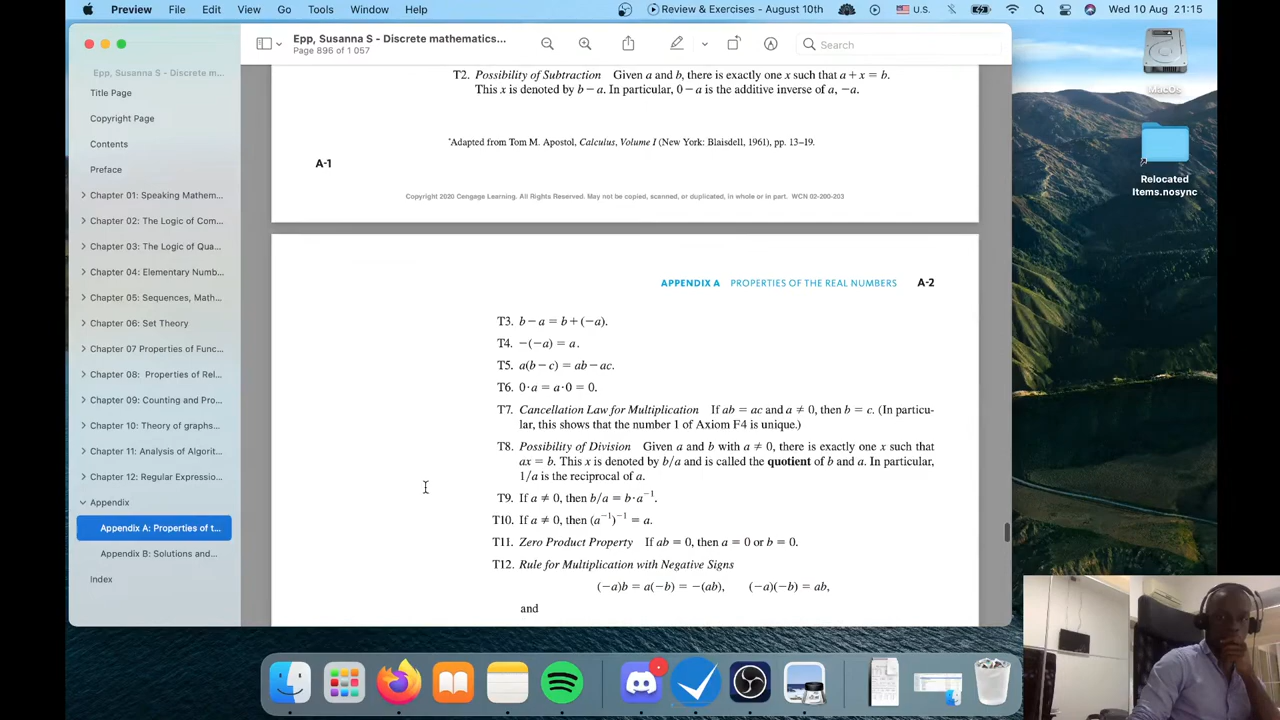 Preview File Edit View Go Tools Window Help
Review & Exercises - August 10th
U.S.
Wed 10 Aug 21:15
Epp, Susanna S - Discrete mathematics...
Page 896 of 1 057
Search
Epp, Susanna S - Discrete m...
Title Page
Copyright Page
Contents
Preface
Chapter 01: Speaking Mathem...
Chapter 02: The Logic of Com...
Chapter 03: The Logic of Qua...
Chapter 04: Elementary Numb...
Chapter 05: Sequences, Math...
Chapter 06: Set Theory
Chapter 07 Properties of Func...
Chapter 08: Properties of Rel...
Chapter 09: Counting and Pro...
Chapter 10: Theory of graphs...
Chapter 11: Analysis of Algorit...
Chapter 12: Regular Expressio...
Appendix
Appendix A: Properties of t...
Appendix B: Solutions and...
Index
T2. Possibility of Subtraction Given a and b, there is exactly one x such that a + x = b.
This x is denoted by b − a. In particular, 0 − a is the additive inverse of a, −a.
*Adapted from Tom M. Apostol, Calculus, Volume I (New York: Blaisdell, 1961), pp. 13–19.
A-1
Copyright 2020 Cengage Learning. All Rights Reserved. May not be copied, scanned, or duplicated, in whole or in part. WCN 02-200-203
APPENDIX A PROPERTIES OF THE REAL NUMBERS A-2
T3. b − a = b + (−a).
T4. −(−a) = a.
T5. a(b − c) = ab − ac.
T6. 0·a = a·0 = 0.
T7. Cancellation Law for Multiplication If ab = ac and a ≠ 0, then b = c. (In particu-
lar, this shows that the number 1 of Axiom F4 is unique.)
T8. Possibility of Division Given a and b with a ≠ 0, there is exactly one x such that
ax = b. This x is denoted by b/a and is called the quotient of b and a. In particular,
1/a is the reciprocal of a.
T9. If a ≠ 0, then b/a = b·a⁻¹.
T10. If a ≠ 0, then (a⁻¹)⁻¹ = a.
T11. Zero Product Property If ab = 0, then a = 0 or b = 0.
T12. Rule for Multiplication with Negative Signs
(−a)b = a(−b) = −(ab), (−a)(−b) = ab,
and
MacOs
Relocated
Items.nosync